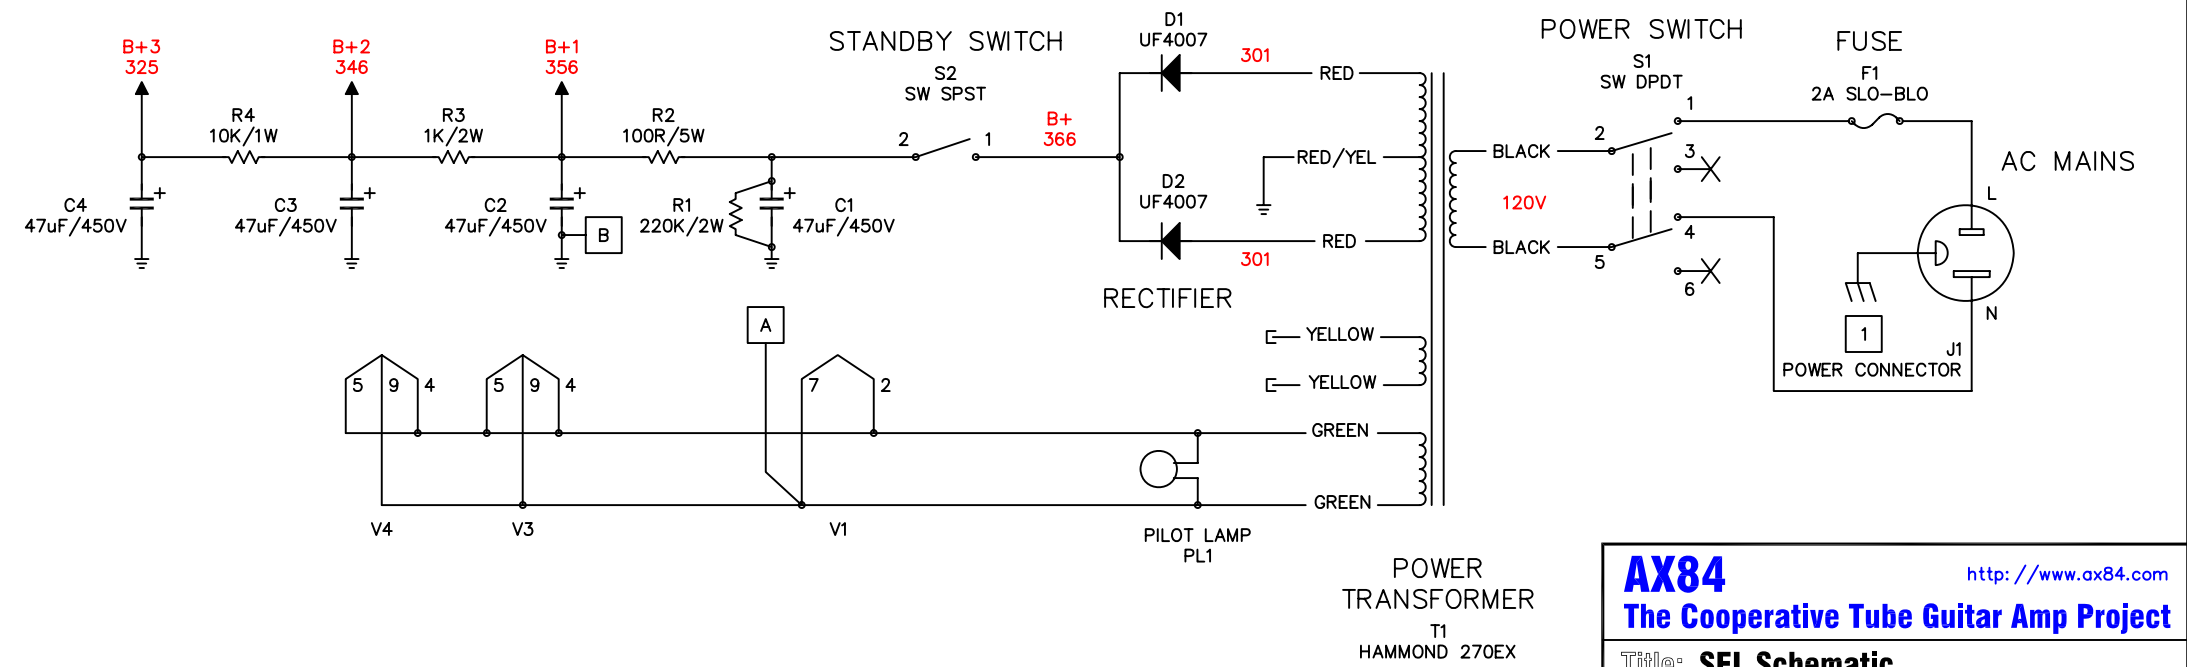 B+3
325
B+2
346
B+1
356
STANDBY SWITCH
S2
SW SPST
2
1
B+
366
D1
UF4007
301
RED
RED/YEL
D2
UF4007
301
RED
RECTIFIER
POWER SWITCH
S1
SW DPDT
1
2
3
4
5
6
FUSE
F1
2A SLO-BLO
AC MAINS
L
N
J1
POWER CONNECTOR
1
BLACK
120V
BLACK
R4
10K/1W
R3
1K/2W
R2
100R/5W
C4
47uF/450V
+
C3
47uF/450V
+
C2
47uF/450V
+
B
R1
220K/2W
C1
47uF/450V
+
A
YELLOW
YELLOW
5 9 4
5 9 4
7 2
GREEN
GREEN
V4
V3
V1
PILOT LAMP
PL1
POWER
TRANSFORMER
T1
HAMMOND 270EX
AX84
http://www.ax84.com
The Cooperative Tube Guitar Amp Project
Title: SEL Schematic